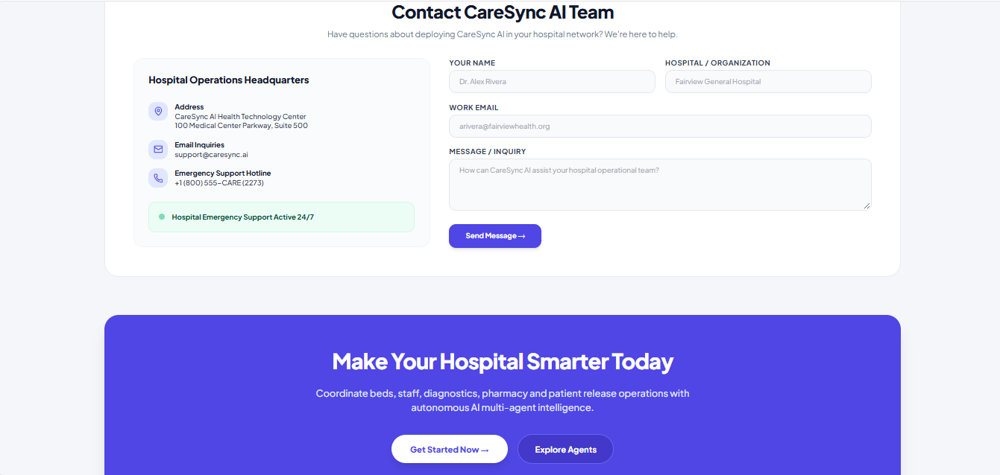 Contact CareSync AI Team
Have questions about deploying CareSync AI in your hospital network? We're here to help.
Hospital Operations Headquarters
Address
CareSync AI Health Technology Center
100 Medical Center Parkway, Suite 500
Email Inquiries
support@caresync.ai
Emergency Support Hotline
+1 (800) 555-CARE (2273)
Hospital Emergency Support Active 24/7
YOUR NAME
Dr. Alex Rivera
HOSPITAL / ORGANIZATION
Fairview General Hospital
WORK EMAIL
arivera@fairviewhealth.org
MESSAGE / INQUIRY
How can CareSync AI assist your hospital operational team?
Send Message →
Make Your Hospital Smarter Today
Coordinate beds, staff, diagnostics, pharmacy and patient release operations with
autonomous AI multi-agent intelligence.
Get Started Now →
Explore Agents